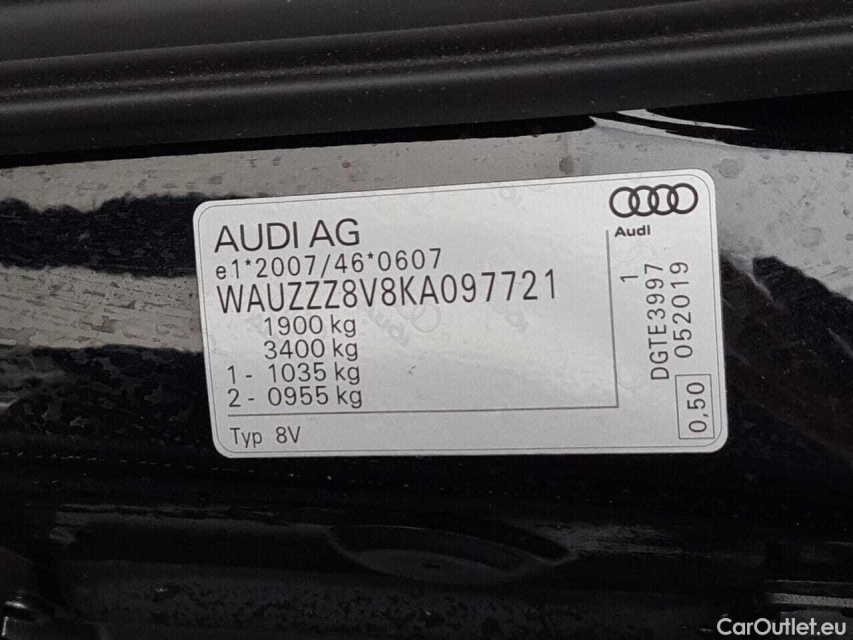 AUDI AG
e1*2007/46*0607
WAUZZZ8V8KA097721
1900 kg
3400 kg
1 - 1035 kg
2 - 0955 kg
Typ 8V
Audi
1
DGTE3997
052019
0,50
CarOutlet.eu